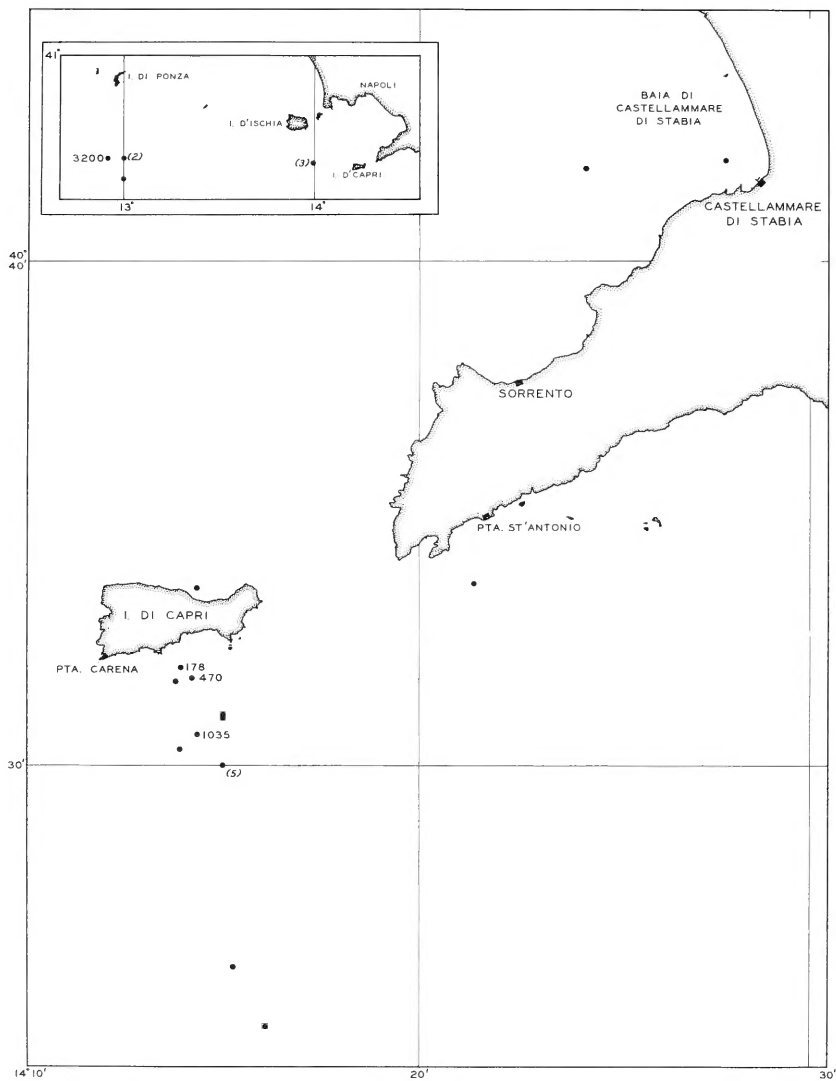 41°
I. DI PONZA
NAPOLI
I. D'ISCHIA
3200
(2)
(3)
I. D'CAPRI
13°
14°
BAIA DI
CASTELLAMMARE
DI STABIA
CASTELLAMMARE
DI STABIA
40°
40'
SORRENTO
PTA. ST'ANTONIO
I. DI CAPRI
PTA. CARENA
178
470
1035
30'
(5)
14°10'
20'
30'